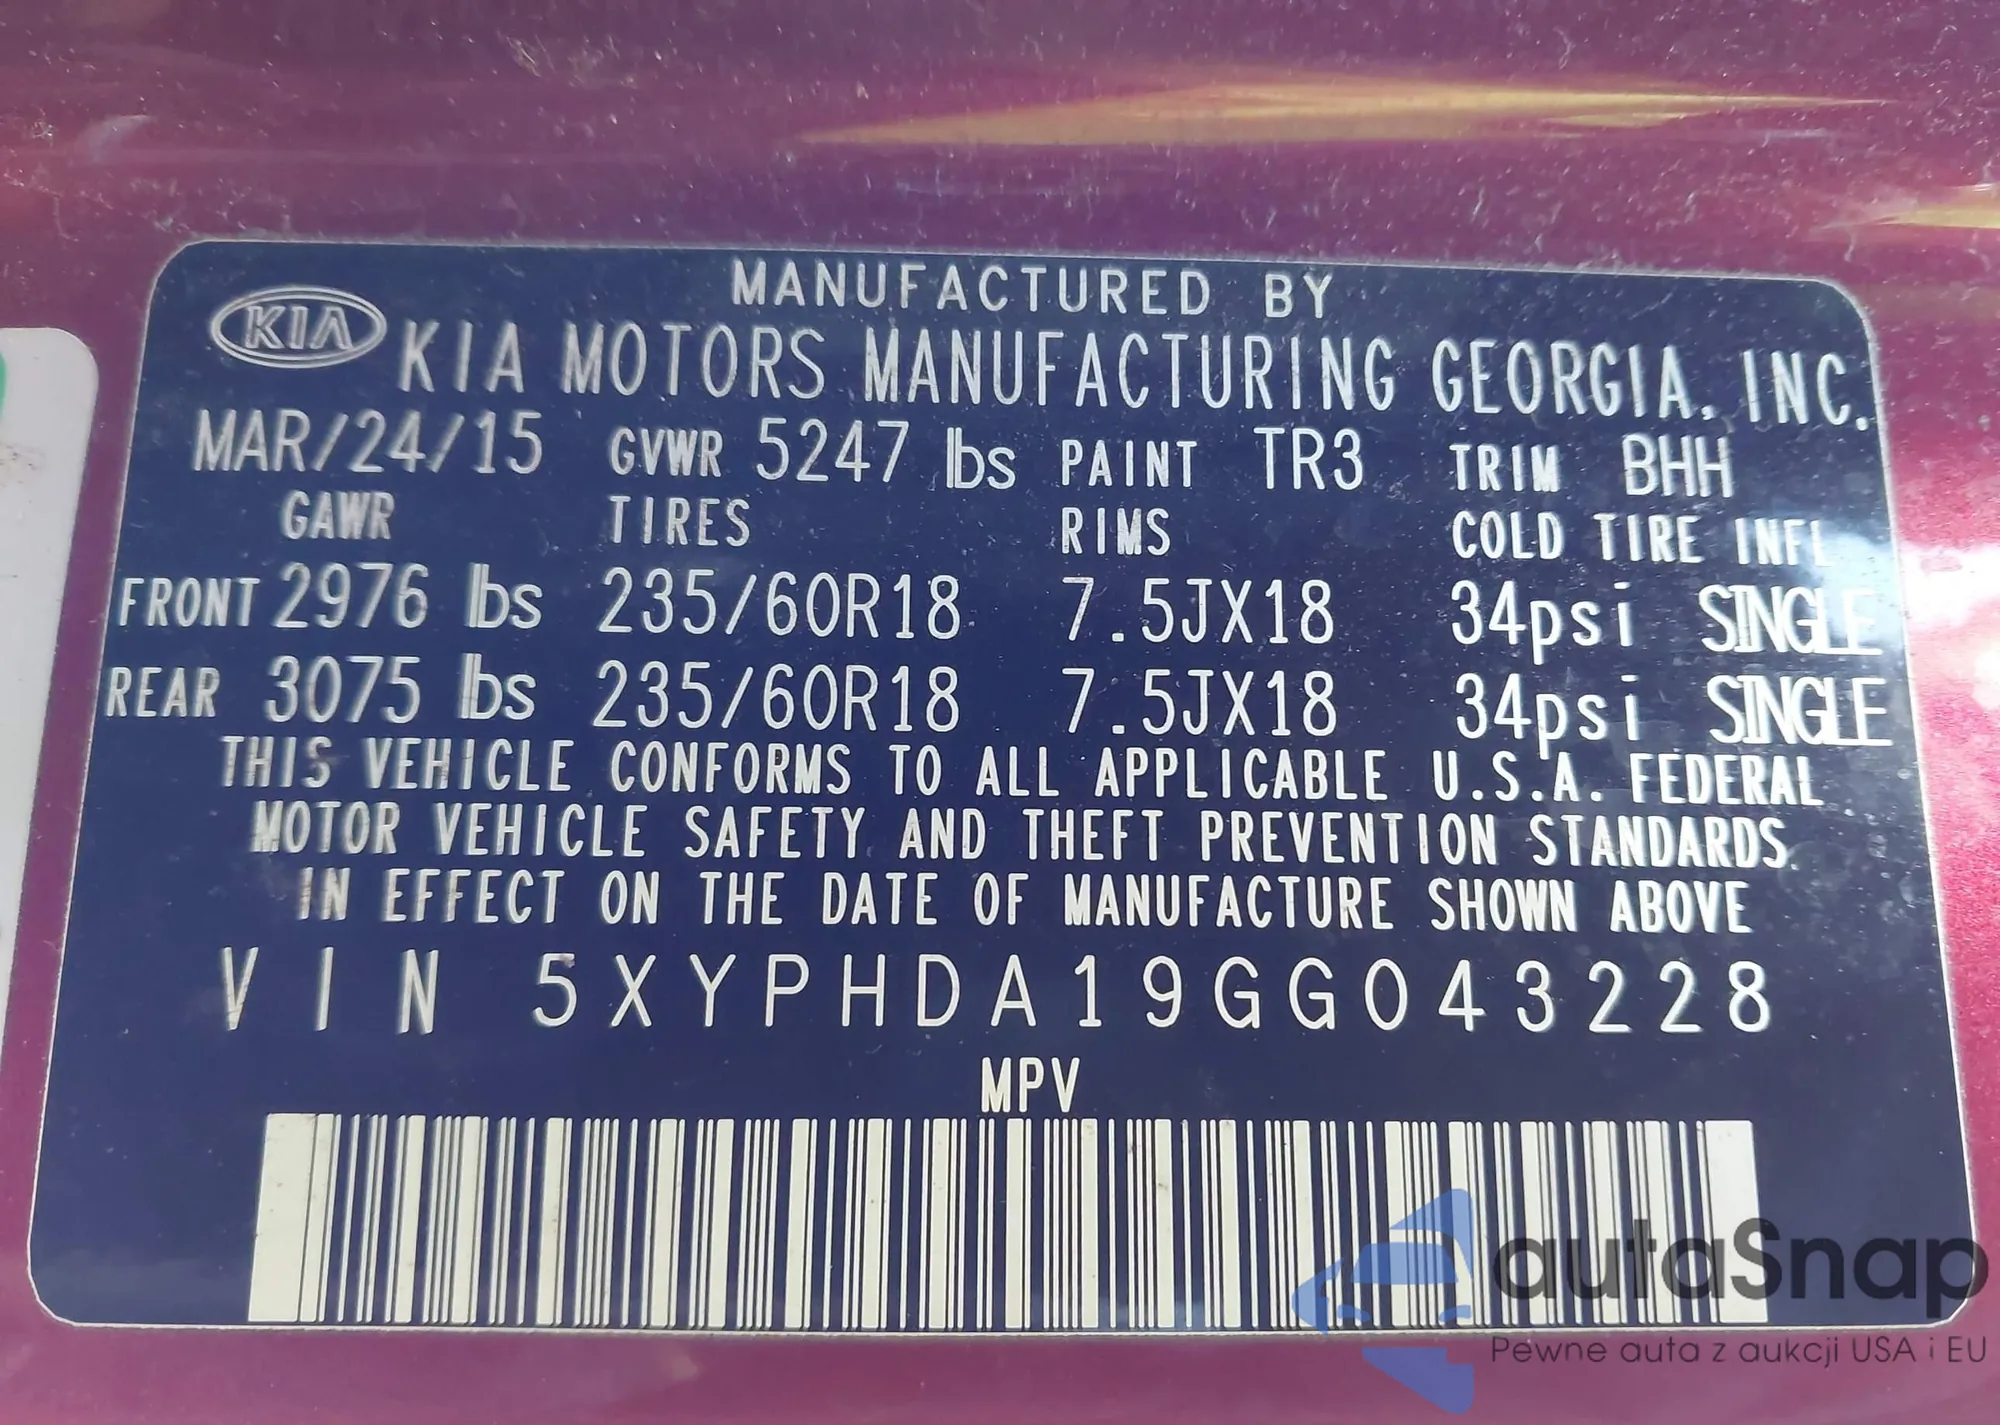 MANUFACTURED BY
KIA KIA MOTORS MANUFACTURING GEORGIA, INC.
MAR/24/15 GVWR 5247 lbs PAINT TR3 TRIM BHH
GAWR TIRES RIMS COLD TIRE INFL
FRONT 2976 lbs 235/60R18 7.5JX18 34psi SINGLE
REAR 3075 lbs 235/60R18 7.5JX18 34psi SINGLE
THIS VEHICLE CONFORMS TO ALL APPLICABLE U.S.A. FEDERAL
MOTOR VEHICLE SAFETY AND THEFT PREVENTION STANDARDS
IN EFFECT ON THE DATE OF MANUFACTURE SHOWN ABOVE
VIN 5XYPHDA19GG043228
MPV
autaSnap
Pewne auta z aukcji USA i EU